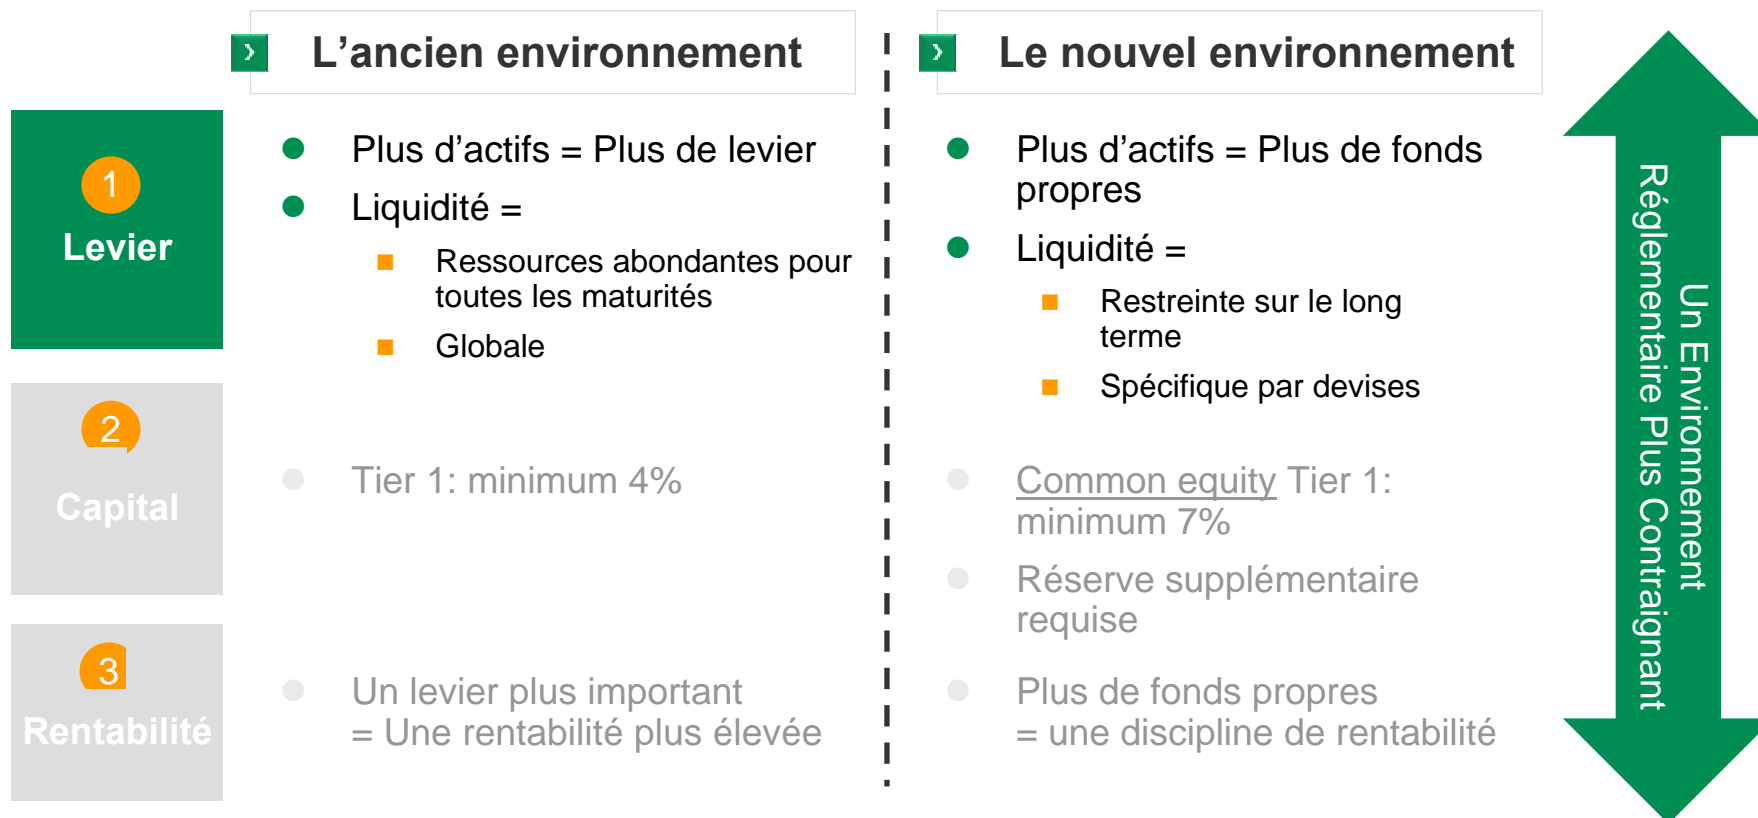 L’ancien environnement
Le nouvel environnement
1
Levier
Plus d’actifs = Plus de levier
Liquidité =
Ressources abondantes pour
toutes les maturités
Globale
Plus d’actifs = Plus de fonds
propres
Liquidité =
Restreinte sur le long
terme
Spécifique par devises
2
Capital
Tier 1: minimum 4%
Common equity Tier 1:
minimum 7%
Réserve supplémentaire
requise
3
Rentabilité
Un levier plus important
= Une rentabilité plus élevée
Plus de fonds propres
= une discipline de rentabilité
Un Environnement
Réglementaire Plus Contraignant